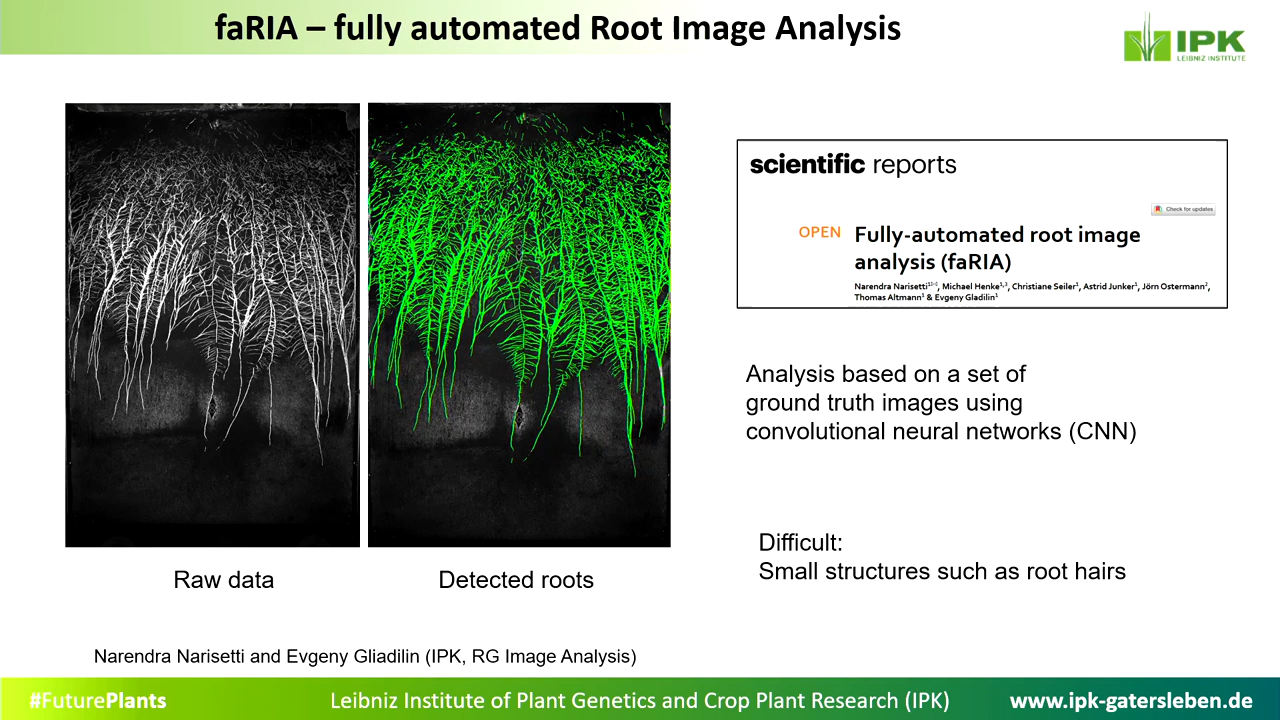 faRIA – fully automated Root Image Analysis
IPK
LEIBNIZ INSTITUTE
scientific reports
Check for updates
OPEN
Fully-automated root image
analysis (faRIA)
Narendra Narisetti, Michael Henke, Christiane Seiler, Astrid Junker, Jörn Ostermann,
Thomas Altmann & Evgeny Gladilin
Analysis based on a set of
ground truth images using
convolutional neural networks (CNN)
Difficult:
Small structures such as root hairs
Raw data
Detected roots
Narendra Narisetti and Evgeny Gliadilin (IPK, RG Image Analysis)
#FuturePlants
Leibniz Institute of Plant Genetics and Crop Plant Research (IPK)
www.ipk-gatersleben.de